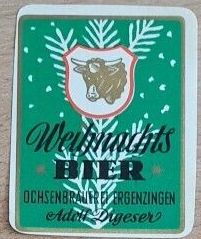 Weihnachts
BIER
OCHSENBRAUEREI ERGENZINGEN
Adolf Digeser